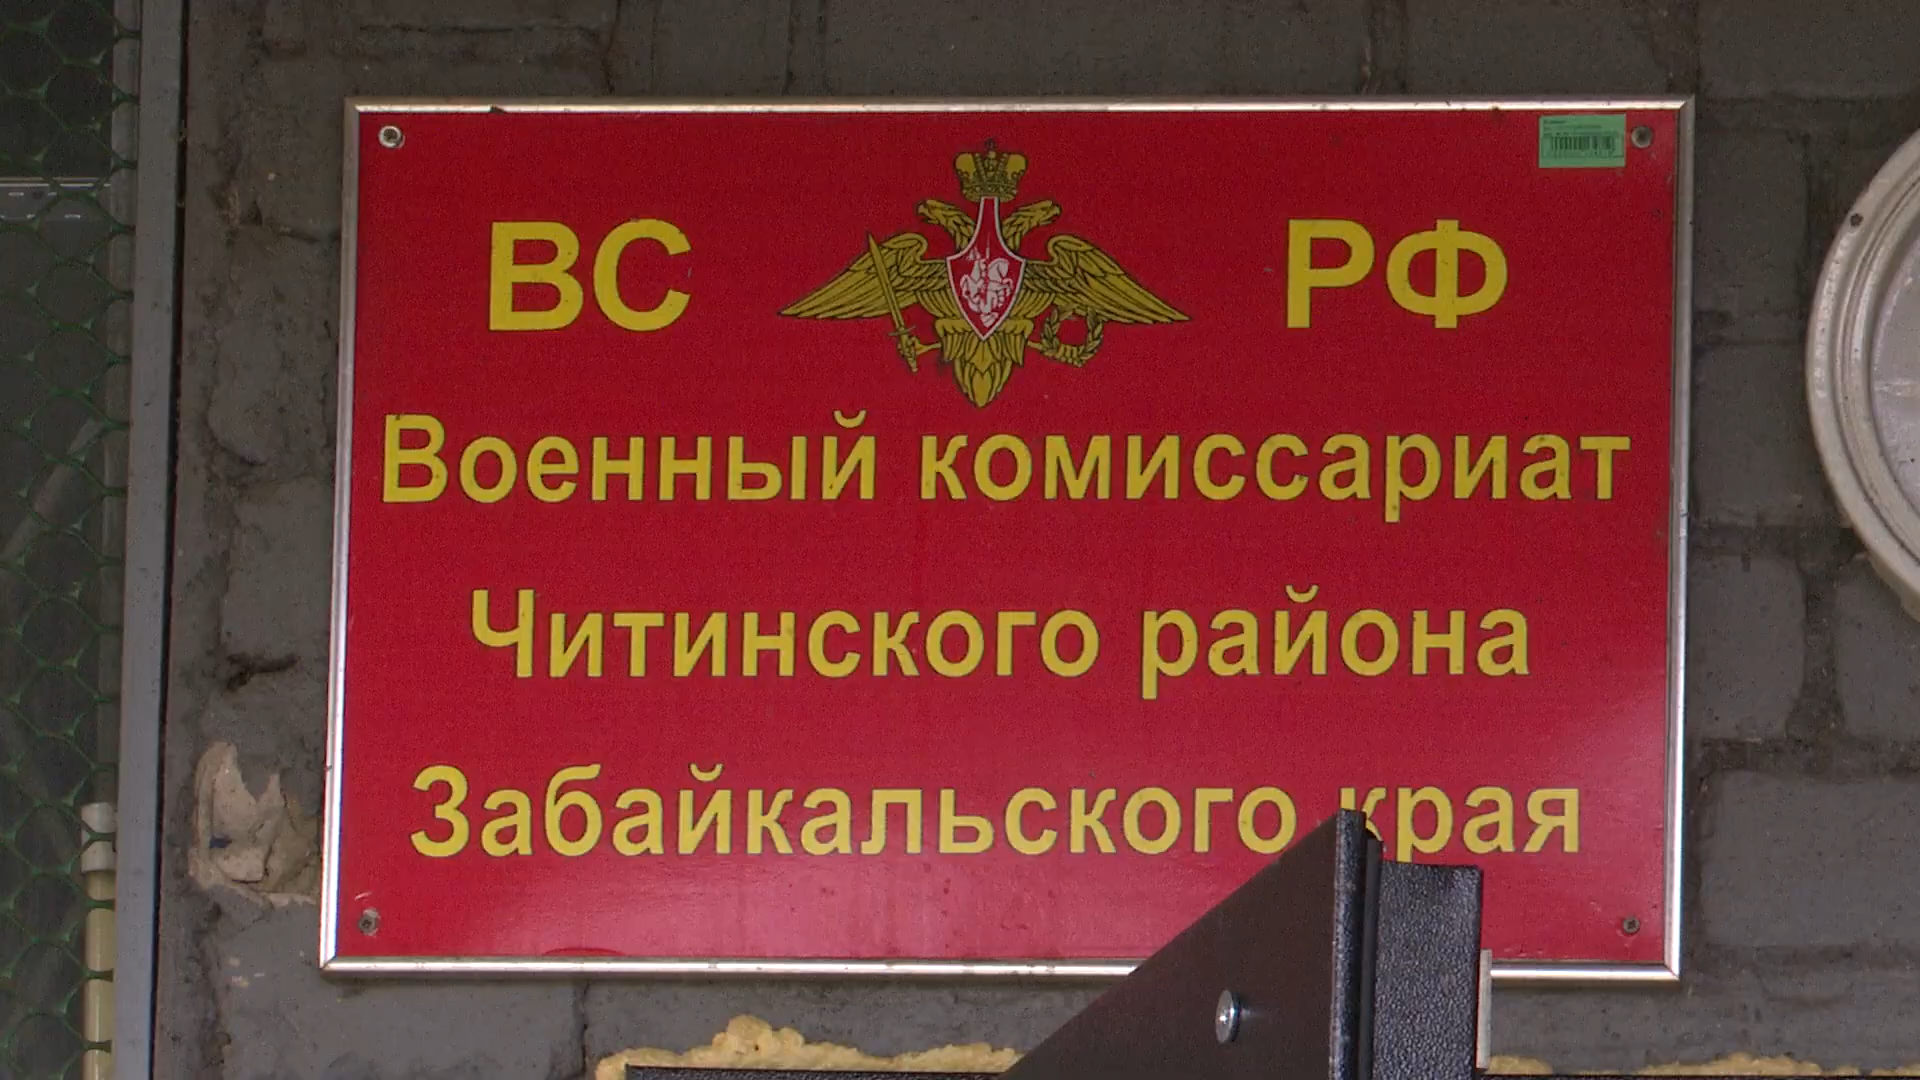 ВС РФ
Военный комиссариат
Читинского района
Забайкальского края